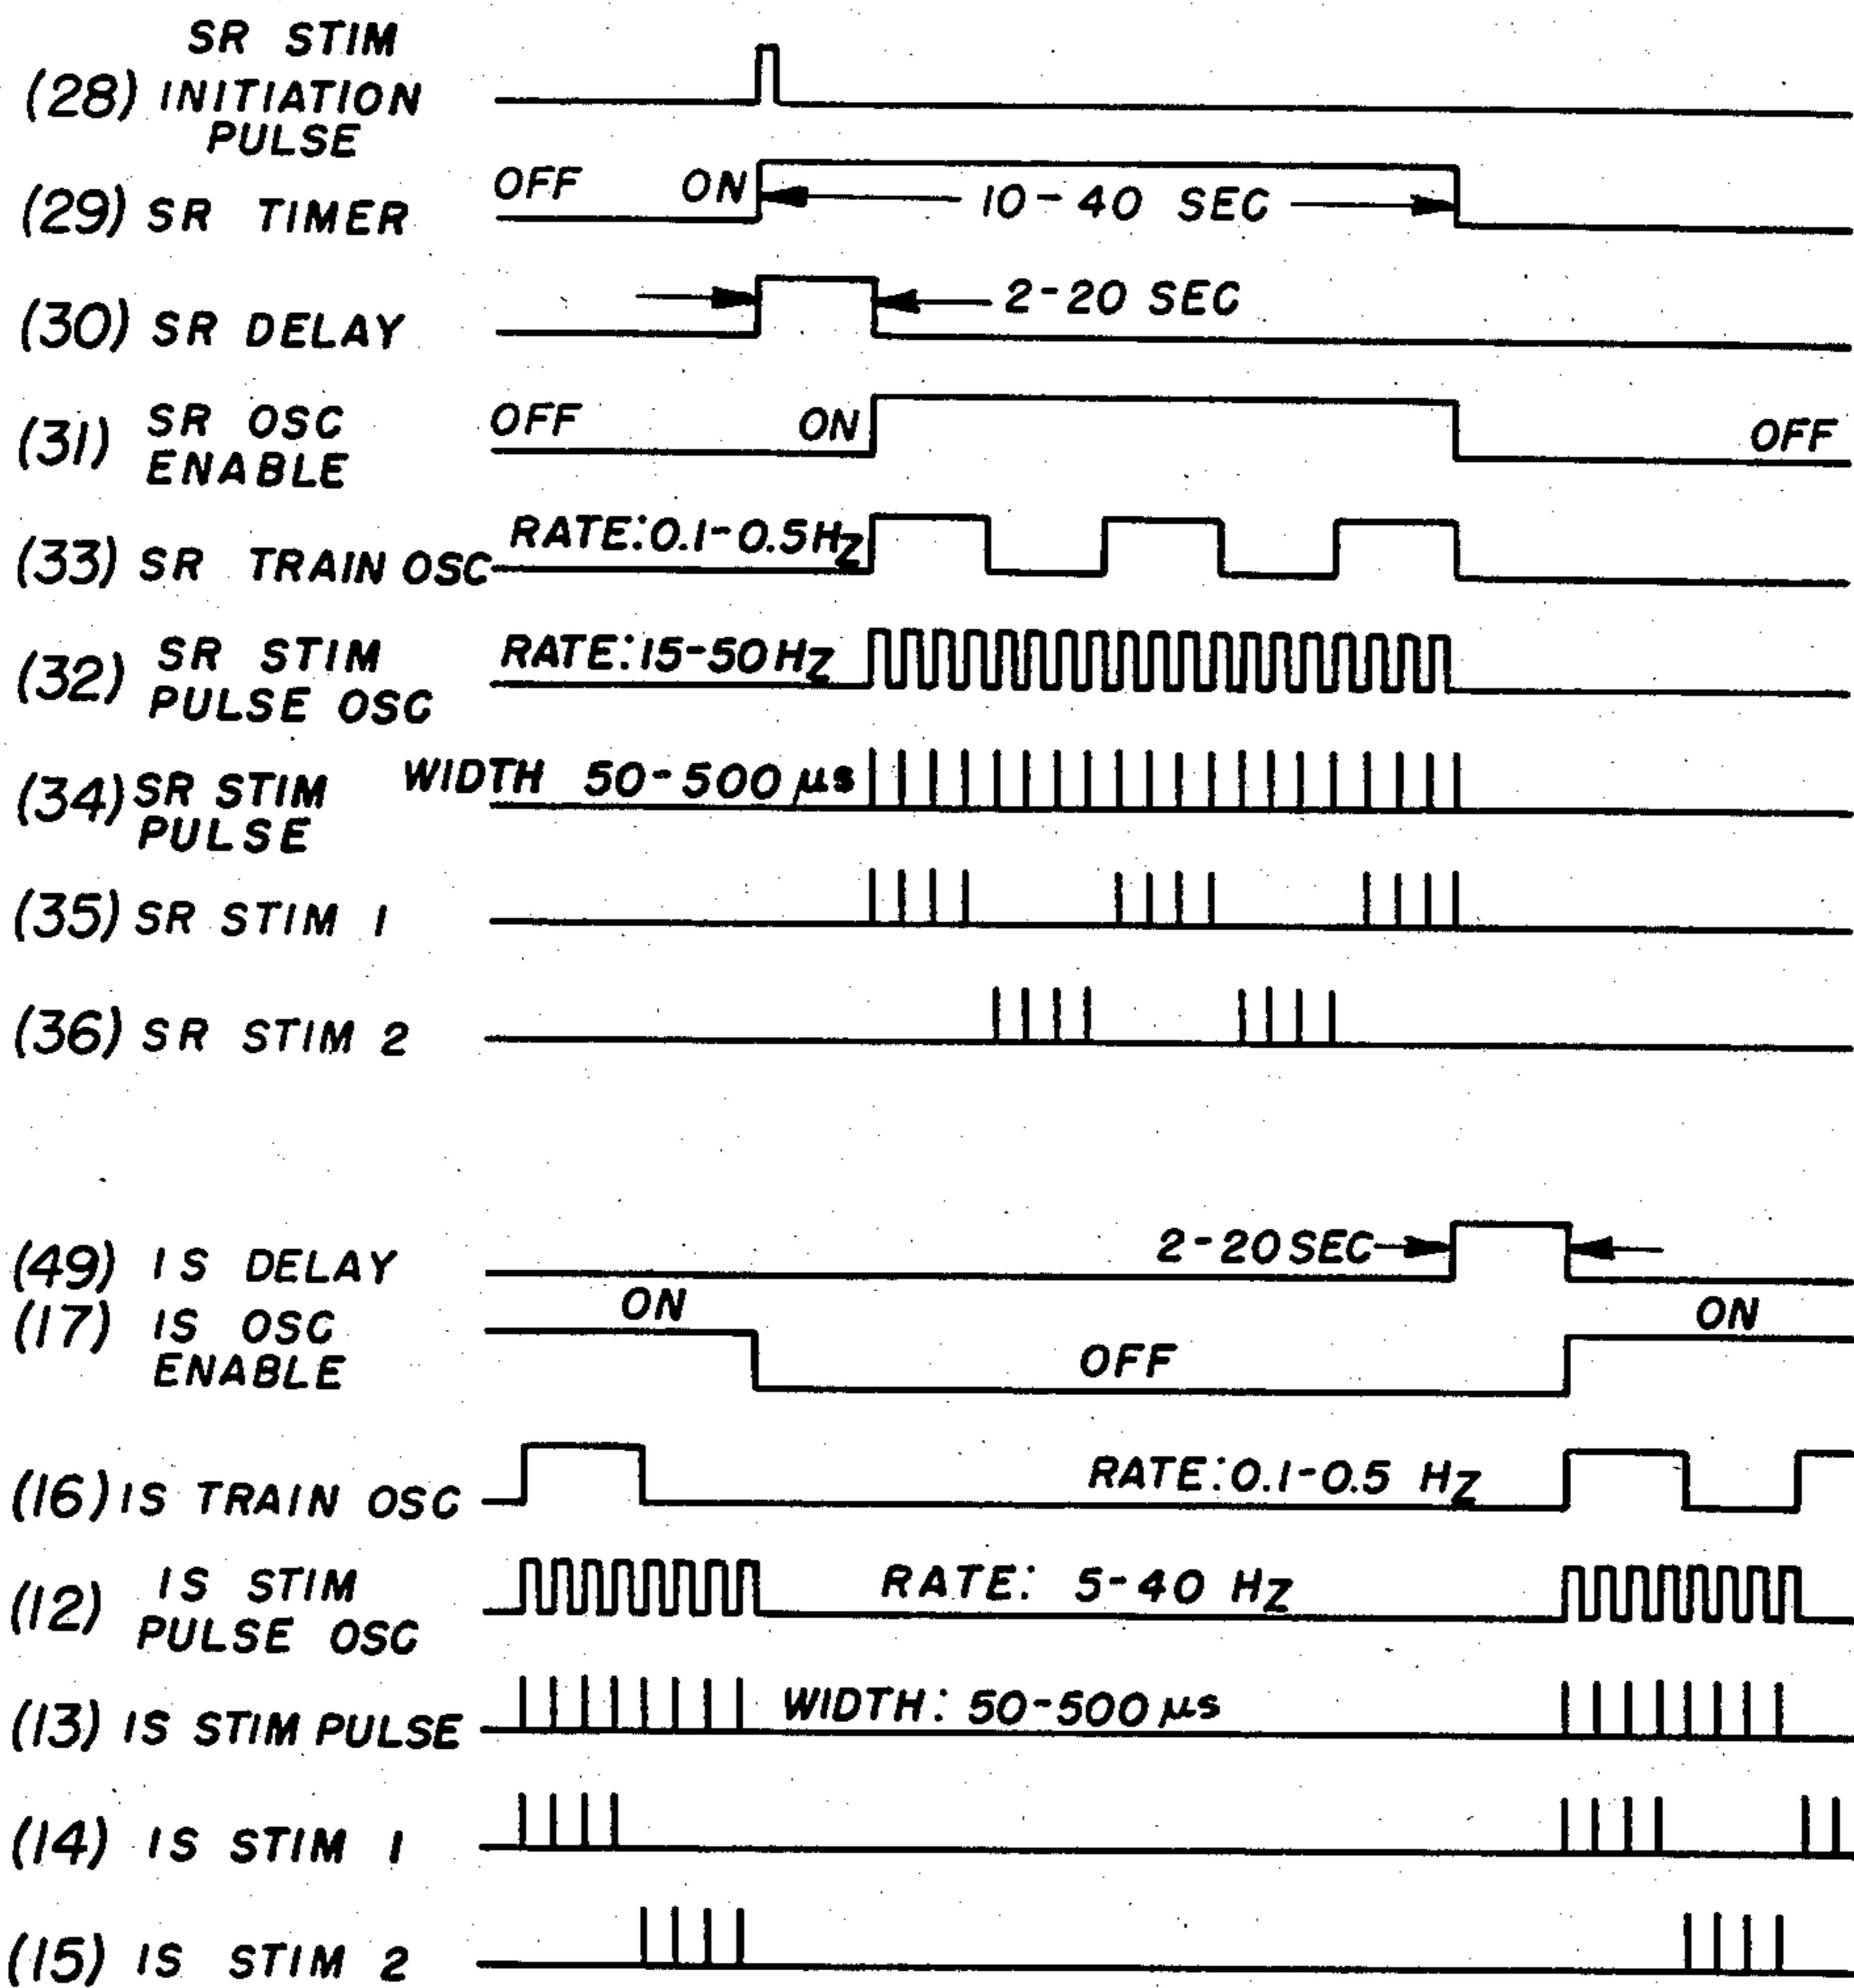 SR STIM
(28) INITIATION
PULSE
(29) SR TIMER OFF ON 10-40 SEC
(30) SR DELAY 2-20 SEC
(31) SR OSC ENABLE OFF ON OFF
(33) SR TRAIN OSC RATE: 0.1-0.5 HZ
(32) SR STIM PULSE OSC RATE: 15-50 HZ
(34) SR STIM PULSE WIDTH 50-500 μs
(35) SR STIM 1
(36) SR STIM 2
(49) IS DELAY 2-20 SEC
(17) IS OSC ENABLE ON OFF ON
(16) IS TRAIN OSC RATE: 0.1-0.5 HZ
(12) IS STIM PULSE OSC RATE: 5-40 HZ
(13) IS STIM PULSE WIDTH: 50-500 μs
(14) IS STIM 1
(15) IS STIM 2